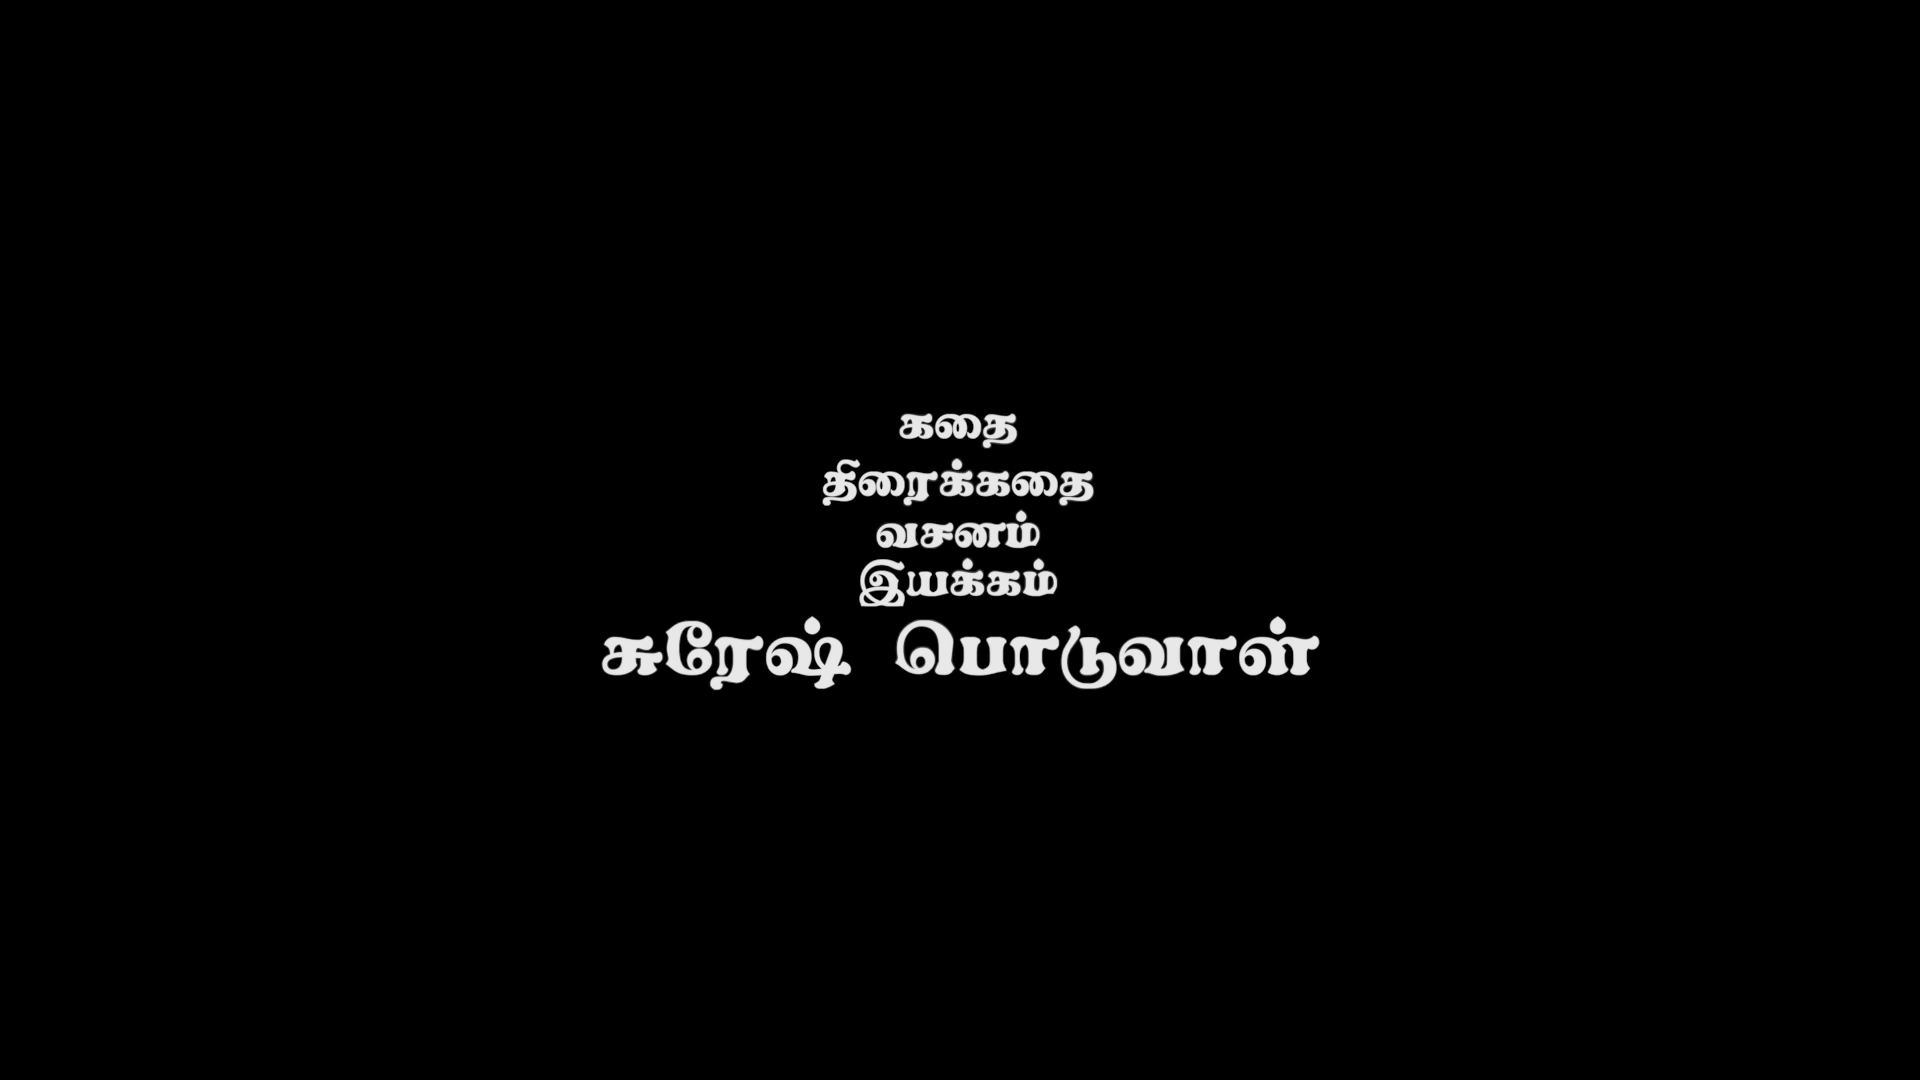 கதை
திரைக்கதை
வசனம்
இயக்கம்
சுரேஷ் பொடுவாள்